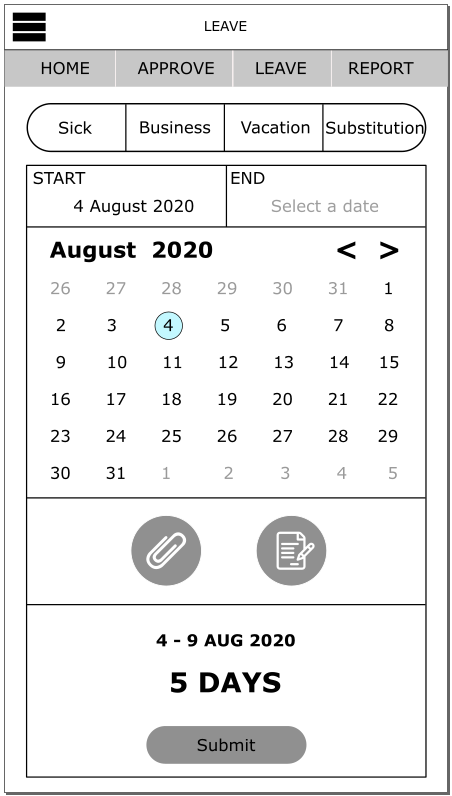 LEAVE
HOME APPROVE LEAVE REPORT
Sick Business Vacation Substitution
START END
4 August 2020 Select a date
August 2020 < >
26 27 28 29 30 31 1
2 3 4 5 6 7 8
9 10 11 12 13 14 15
16 17 18 19 20 21 22
23 24 25 26 27 28 29
30 31 1 2 3 4 5
4 - 9 AUG 2020
5 DAYS
Submit